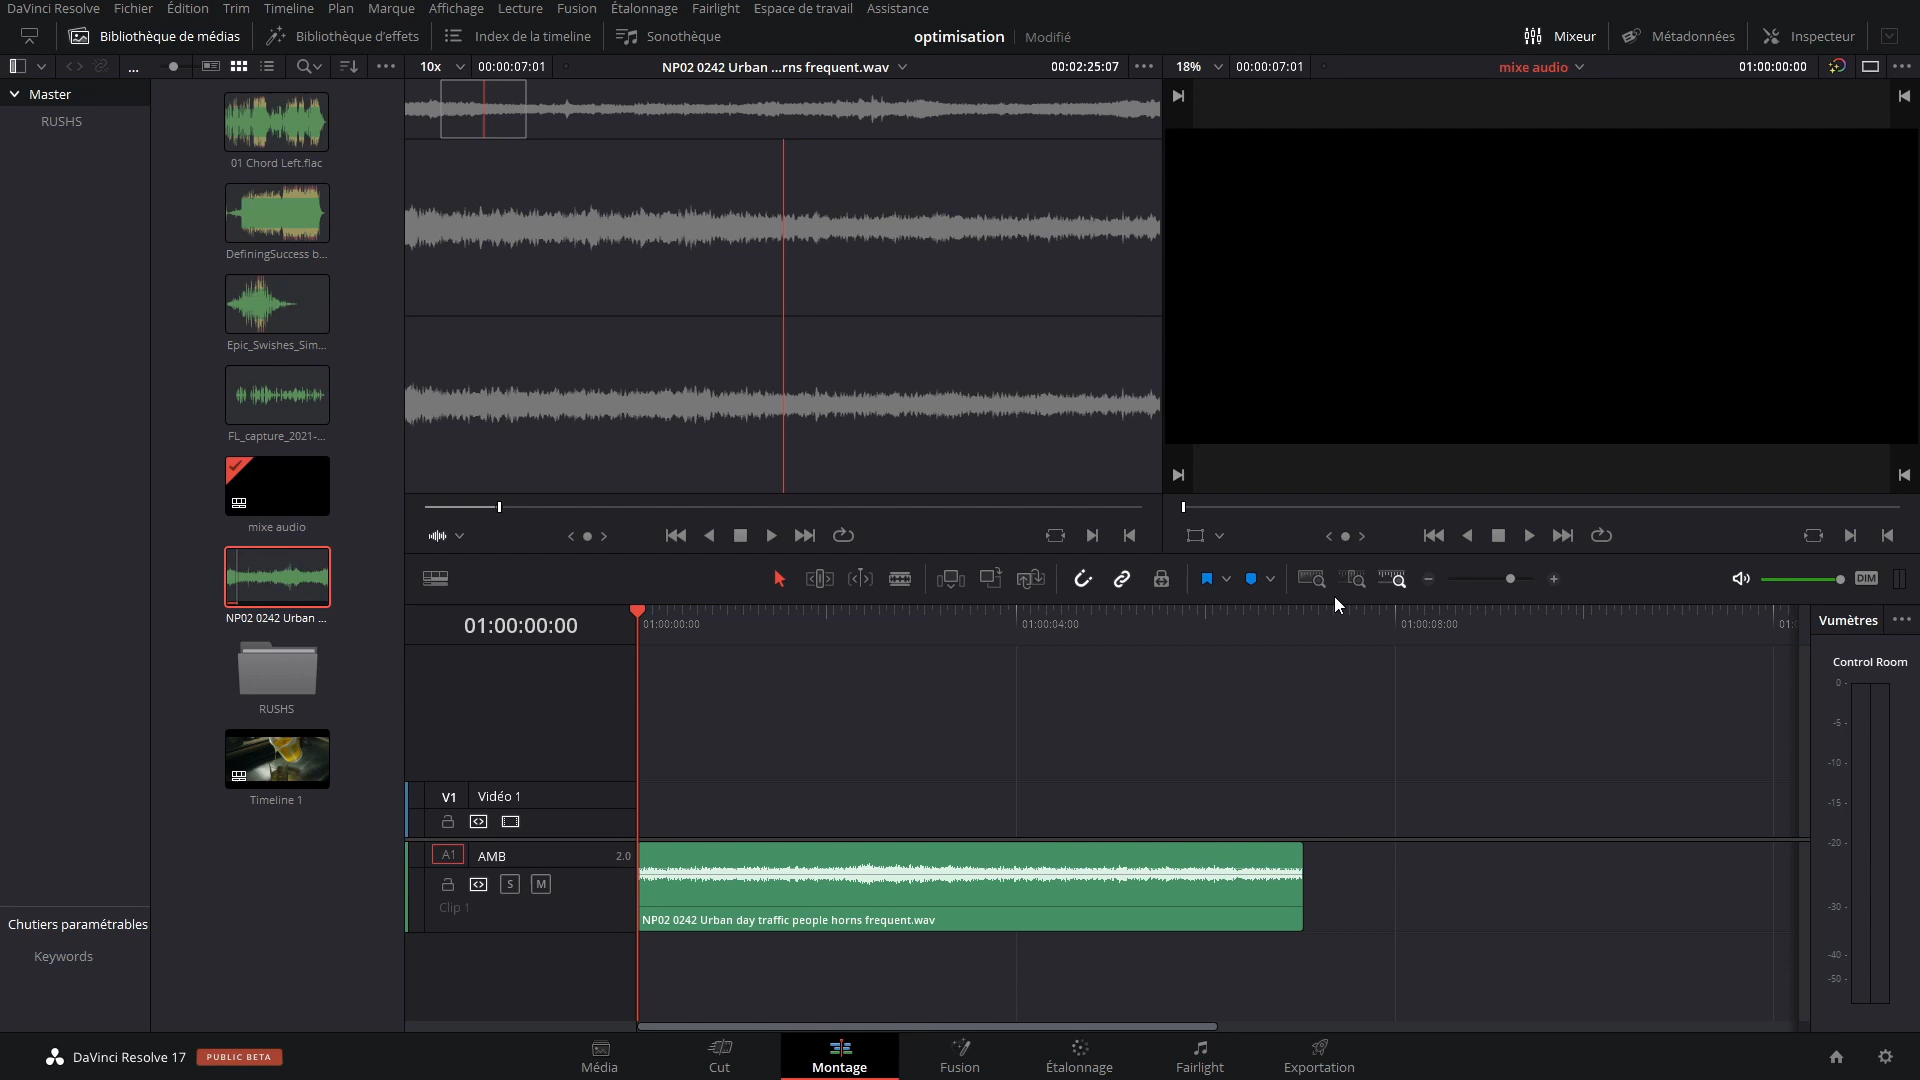 DaVinci Resolve Fichier Édition Trim Timeline Plan Marque Affichage Lecture Fusion Étalonnage Fairlight Espace de travail Assistance
Bibliothèque de médias Bibliothèque d'effets Index de la timeline Sonothèque optimisation Modifié Mixeur Métadonnées Inspecteur
... 10x 00:00:07:01 NP02 0242 Urban ...rns frequent.wav 00:02:25:07 18% 00:00:07:01 mixe audio 01:00:00:00
Master
RUSHS
01 Chord Left.flac
DefiningSuccess b...
Epic_Swishes_Sim...
FL_capture_2021-...
mixe audio
NP02 0242 Urban ...
RUSHS
Timeline 1
Chutiers paramétrables
Keywords
DIM
01:00:00:00
01:00:00:00 01:00:04:00 01:00:08:00 01:
V1 Vidéo 1
A1 AMB 2.0
S M
Clip 1
NP02 0242 Urban day traffic people horns frequent.wav
Vumètres
Control Room
0
-5
-10
-15
-20
-30
-40
-50
DaVinci Resolve 17 PUBLIC BETA
Média Cut Montage Fusion Étalonnage Fairlight Exportation